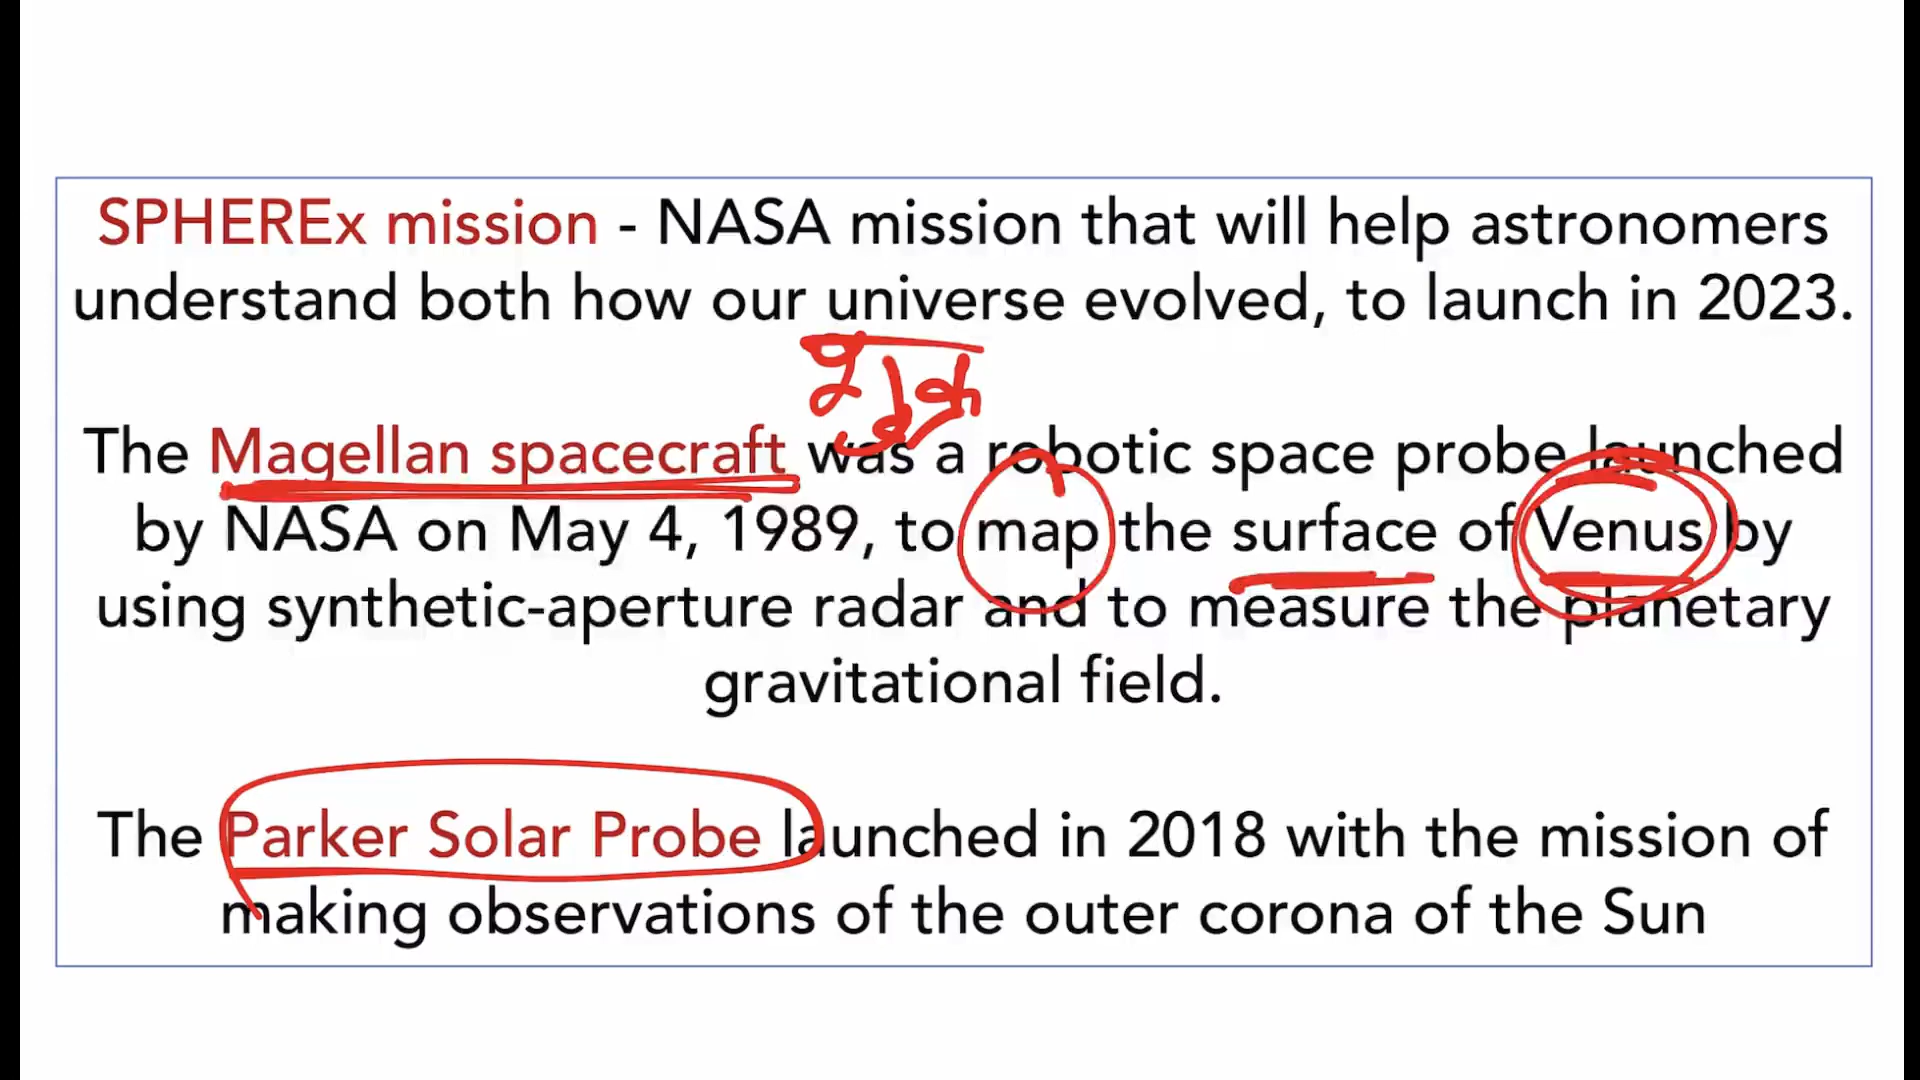 SPHEREx mission - NASA mission that will help astronomers
understand both how our universe evolved, to launch in 2023.
The Magellan spacecraft was a robotic space probe launched
by NASA on May 4, 1989, to map the surface of Venus by
using synthetic-aperture radar and to measure the planetary
gravitational field.
The Parker Solar Probe launched in 2018 with the mission of
making observations of the outer corona of the Sun